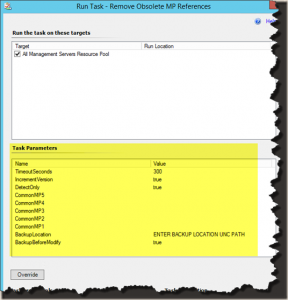 Run Task - Remove Obsolete MP References
Help
Run the task on these targets
Target Run Location
All Management Servers Resource Pool
Task Parameters
Name Value
TimeoutSeconds 300
IncrementVersion true
DetectOnly true
CommonMP5
CommonMP4
CommonMP3
CommonMP2
CommonMP1
BackupLocation ENTER BACKUP LOCATION UNC PATH
BackupBeforeModify true
Override